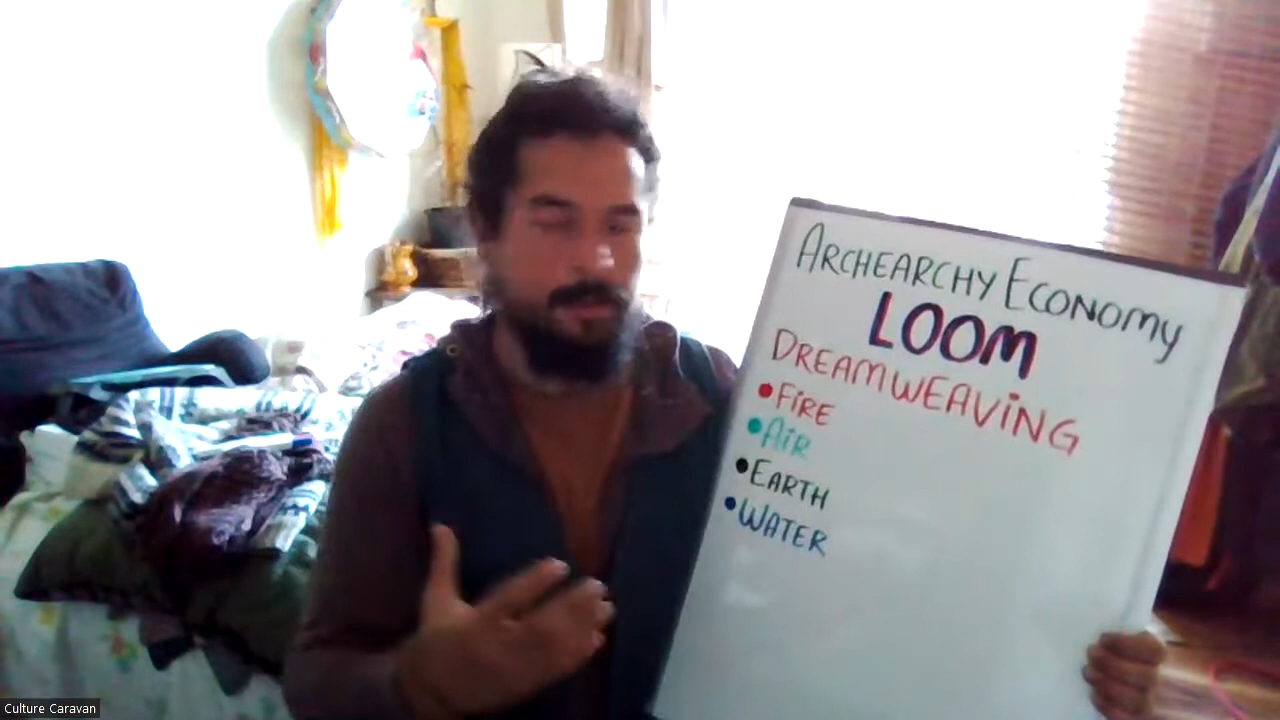 ARCHEARCHY ECONOMY
LOOM
DREAMWEAVING
• FIRE
• AIR
• EARTH
• WATER
Culture Caravan